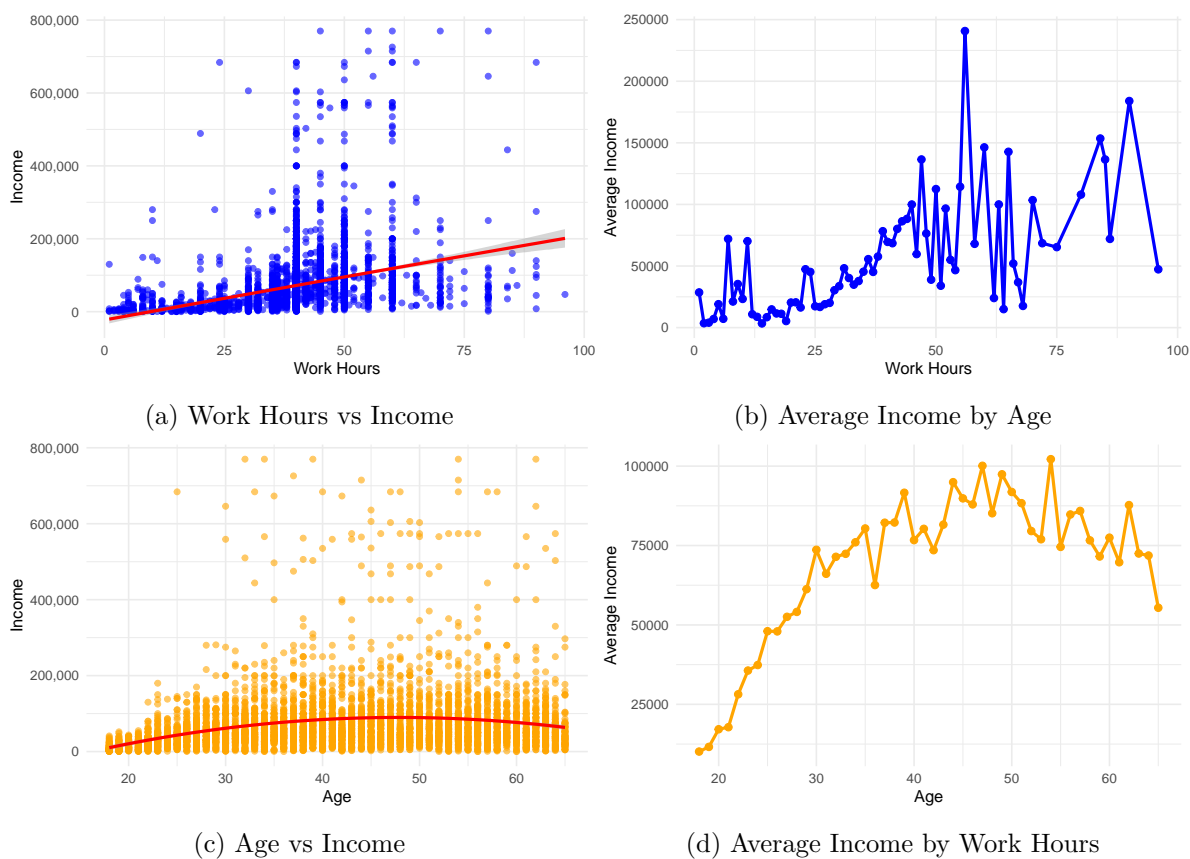 800,000
600,000
400,000
200,000
0
Income
0 25 50 75 100
Work Hours
(a) Work Hours vs Income
250000
200000
150000
100000
50000
0
Average Income
0 25 50 75 100
Work Hours
(b) Average Income by Age
800,000
600,000
400,000
200,000
0
Income
20 30 40 50 60
Age
(c) Age vs Income
100000
75000
50000
25000
Average Income
20 30 40 50 60
Age
(d) Average Income by Work Hours